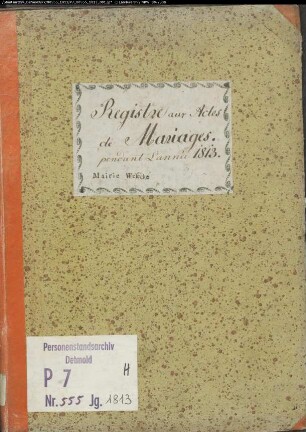 Registre aux Actes
de Mariages.
pendant L'année 1813.
Mairie
Personenstandsarchiv
Detmold
P 7 H
Nr. 555 Jg. 1813